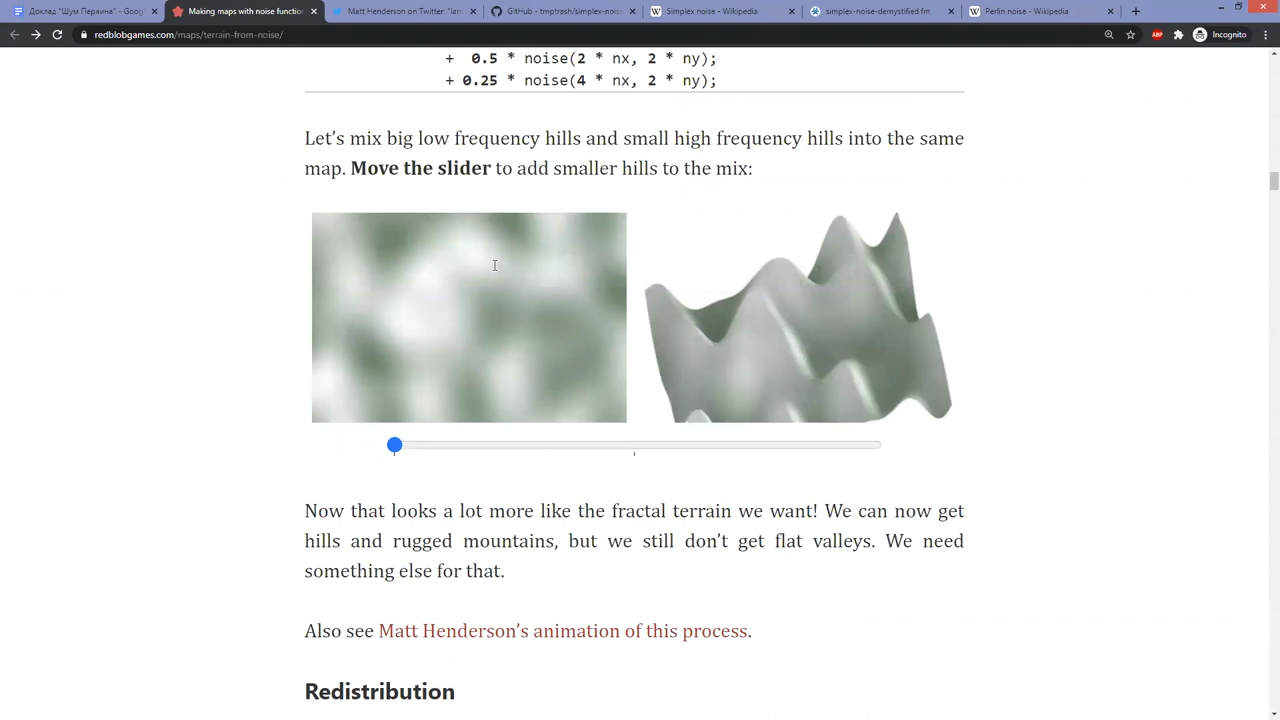 Доклад "Шум Перлина" - Goog
Making maps with noise functio
Matt Henderson on Twitter: "lan
GitHub - tmptrash/simplex-nois
Simplex noise - Wikipedia
simplex-noise-demystified.fm
Perlin noise - Wikipedia
redblobgames.com/maps/terrain-from-noise/
ABP
Incognito
+ 0.5 * noise(2 * nx, 2 * ny);
+ 0.25 * noise(4 * nx, 2 * ny);
Let’s mix big low frequency hills and small high frequency hills into the same
map. Move the slider to add smaller hills to the mix:
Now that looks a lot more like the fractal terrain we want! We can now get
hills and rugged mountains, but we still don’t get flat valleys. We need
something else for that.
Also see Matt Henderson’s animation of this process.
Redistribution